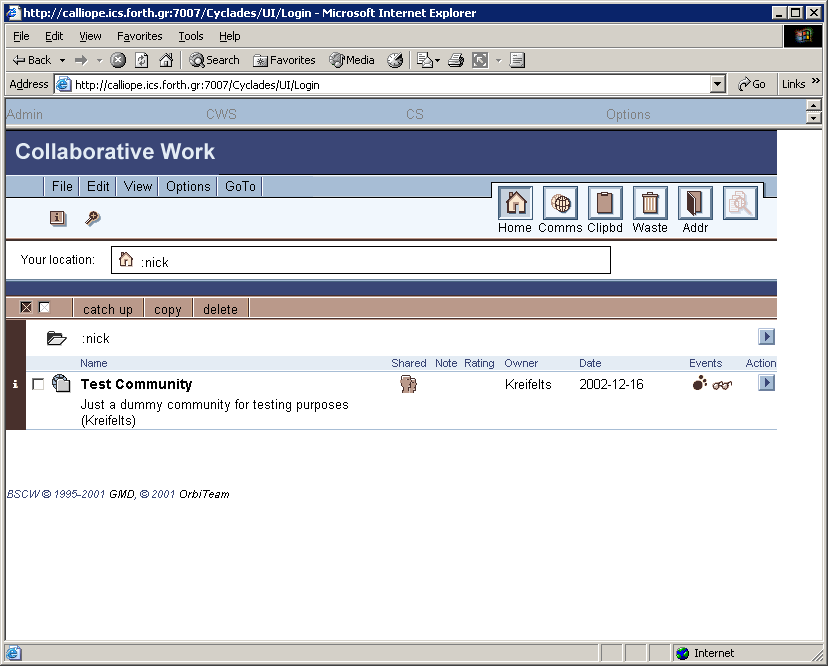 http://calliope.ics.forth.gr:7007/Cyclades/UI/Login - Microsoft Internet Explorer
File Edit View Favorites Tools Help
Back Search Favorites Media
Address http://calliope.ics.forth.gr:7007/Cyclades/UI/Login Go Links »
Admin CWS CS Options
Collaborative Work
File Edit View Options GoTo
Home Comms Clipbd Waste Addr
Your location: :nick
catch up copy delete
:nick
Name Shared Note Rating Owner Date Events Action
i Test Community Kreifelts 2002-12-16
Just a dummy community for testing purposes
(Kreifelts)
BSCW © 1995-2001 GMD, © 2001 OrbiTeam
Internet